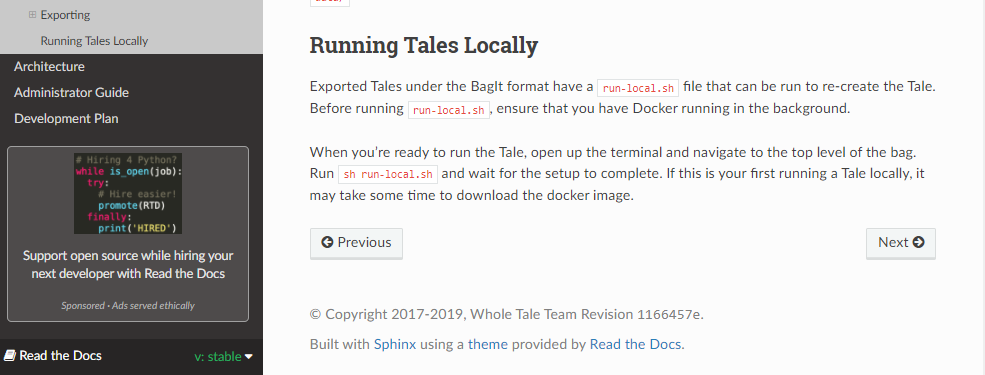 Exporting
Running Tales Locally
Architecture
Administrator Guide
Development Plan
# Hiring 4 Python?
while is_open(job):
try:
# Hire easier!
promote(RTD)
finally:
print('HIRED')
Support open source while hiring your
next developer with Read the Docs
Sponsored · Ads served ethically
Read the Docs
v: stable
Running Tales Locally
Exported Tales under the BagIt format have a run-local.sh file that can be run to re-create the Tale.
Before running run-local.sh, ensure that you have Docker running in the background.
When you're ready to run the Tale, open up the terminal and navigate to the top level of the bag.
Run sh run-local.sh and wait for the setup to complete. If this is your first running a Tale locally, it
may take some time to download the docker image.
Previous
Next
© Copyright 2017-2019, Whole Tale Team Revision 1166457e.
Built with Sphinx using a theme provided by Read the Docs.